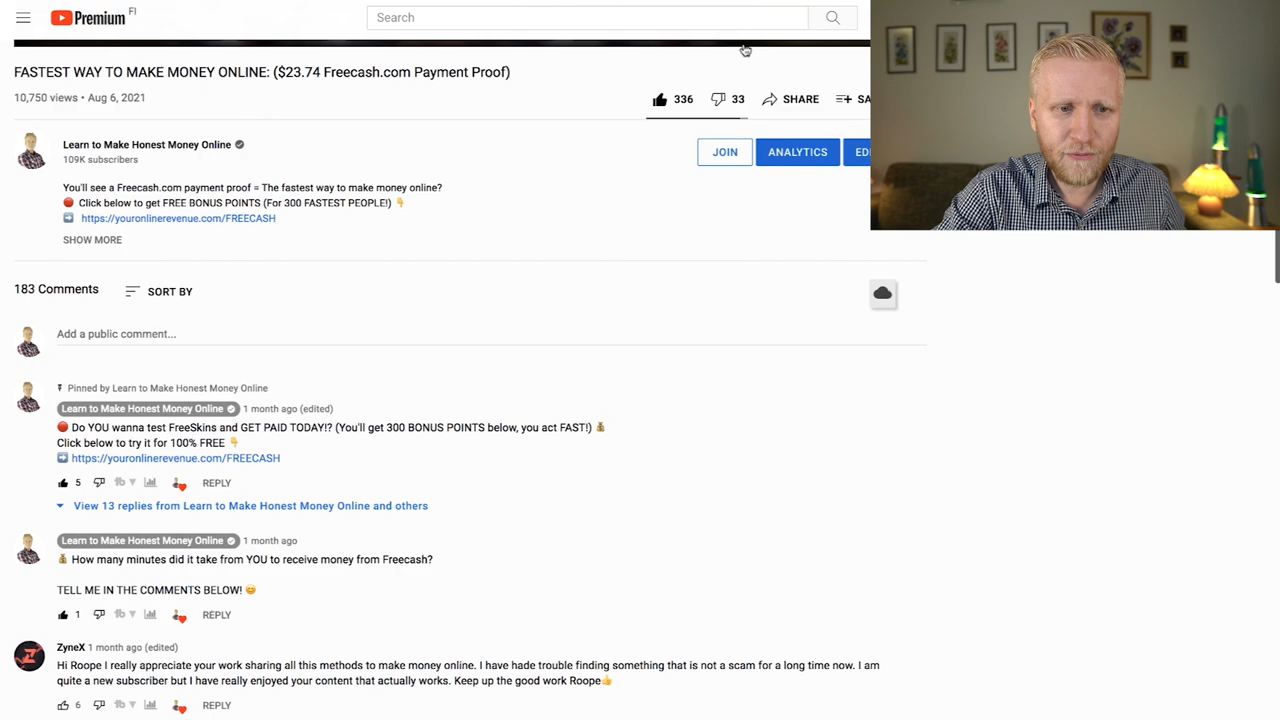 Premium FI
Search
FASTEST WAY TO MAKE MONEY ONLINE: ($23.74 Freecash.com Payment Proof)
10,750 views • Aug 6, 2021
336 33 SHARE SA
Learn to Make Honest Money Online
109K subscribers
JOIN ANALYTICS EDI
You'll see a Freecash.com payment proof = The fastest way to make money online?
🔴 Click below to get FREE BONUS POINTS (For 300 FASTEST PEOPLE!) 👇
➡️ https://youronlinerevenue.com/FREECASH
SHOW MORE
183 Comments SORT BY
Add a public comment...
Pinned by Learn to Make Honest Money Online
Learn to Make Honest Money Online 1 month ago (edited)
🔴 Do YOU wanna test FreeSkins and GET PAID TODAY!? (You'll get 300 BONUS POINTS below, you act FAST!) 💰
Click below to try it for 100% FREE 👇
➡️ https://youronlinerevenue.com/FREECASH
5 REPLY
View 13 replies from Learn to Make Honest Money Online and others
Learn to Make Honest Money Online 1 month ago
💰 How many minutes did it take from YOU to receive money from Freecash?
TELL ME IN THE COMMENTS BELOW! 😊
1 REPLY
ZyneX 1 month ago (edited)
Hi Roope I really appreciate your work sharing all this methods to make money online. I have hade trouble finding something that is not a scam for a long time now. I am
quite a new subscriber but I have really enjoyed your content that actually works. Keep up the good work Roope👍
6 REPLY